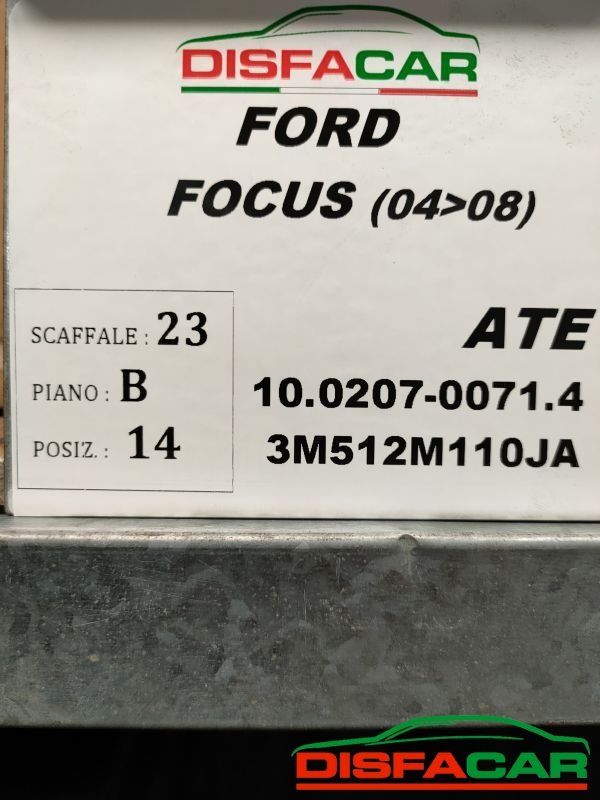 DISFACAR
FORD
FOCUS (04>08)
SCAFFALE : 23
PIANO : B
POSIZ. : 14
ATE
10.0207-0071.4
3M512M110JA
DISFACAR